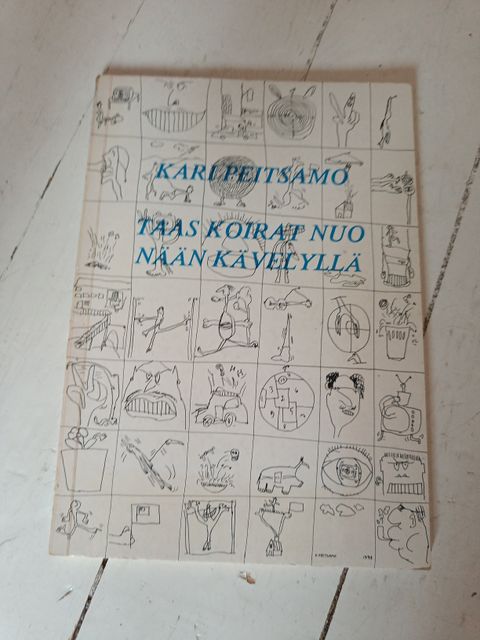 KARI PEITSAMO
TAAS KOIRAT NUO
NÄÄN KÄVELYLLÄ